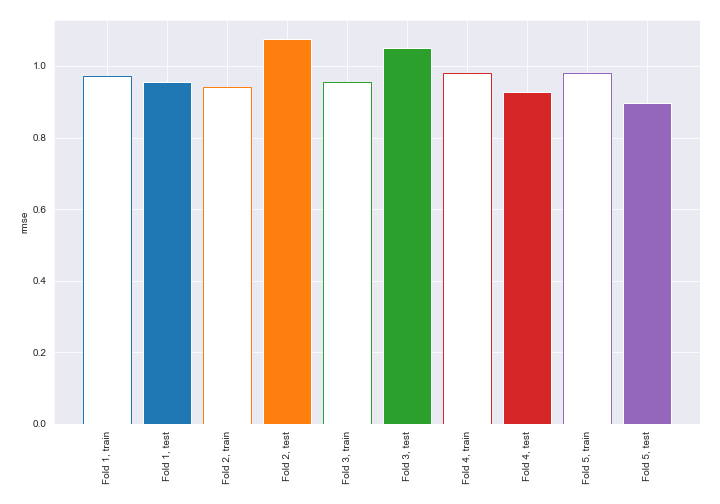 rmse
1.0
0.8
0.6
0.4
0.2
0.0
Fold 1, train
Fold 1, test
Fold 2, train
Fold 2, test
Fold 3, train
Fold 3, test
Fold 4, train
Fold 4, test
Fold 5, train
Fold 5, test